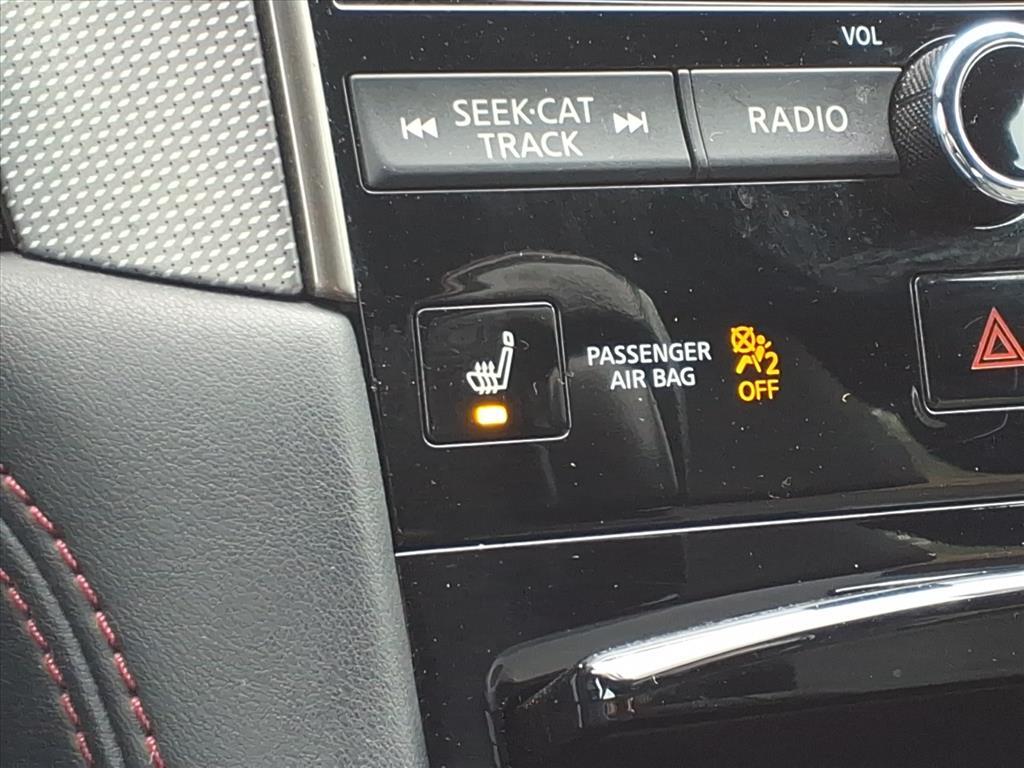 VOL
SEEK·CAT
TRACK
RADIO
PASSENGER
AIR BAG
2
OFF